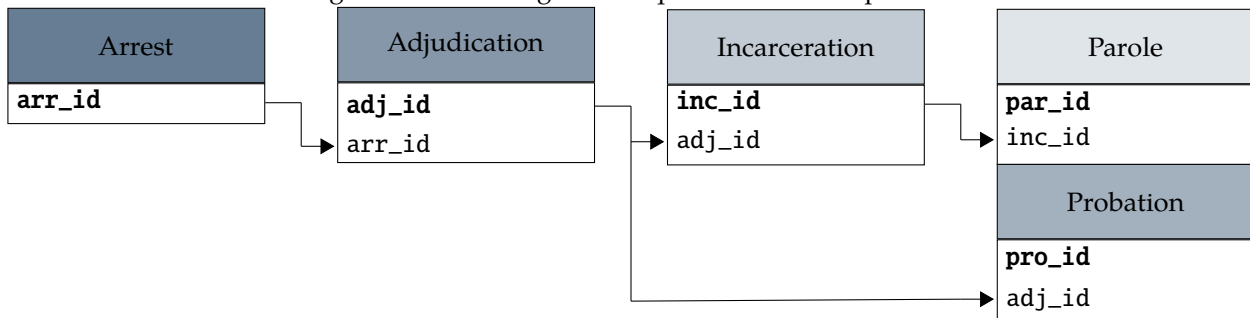 Arrest
arr_id
Adjudication
adj_id
arr_id
Incarceration
inc_id
adj_id
Parole
par_id
inc_id
Probation
pro_id
adj_id